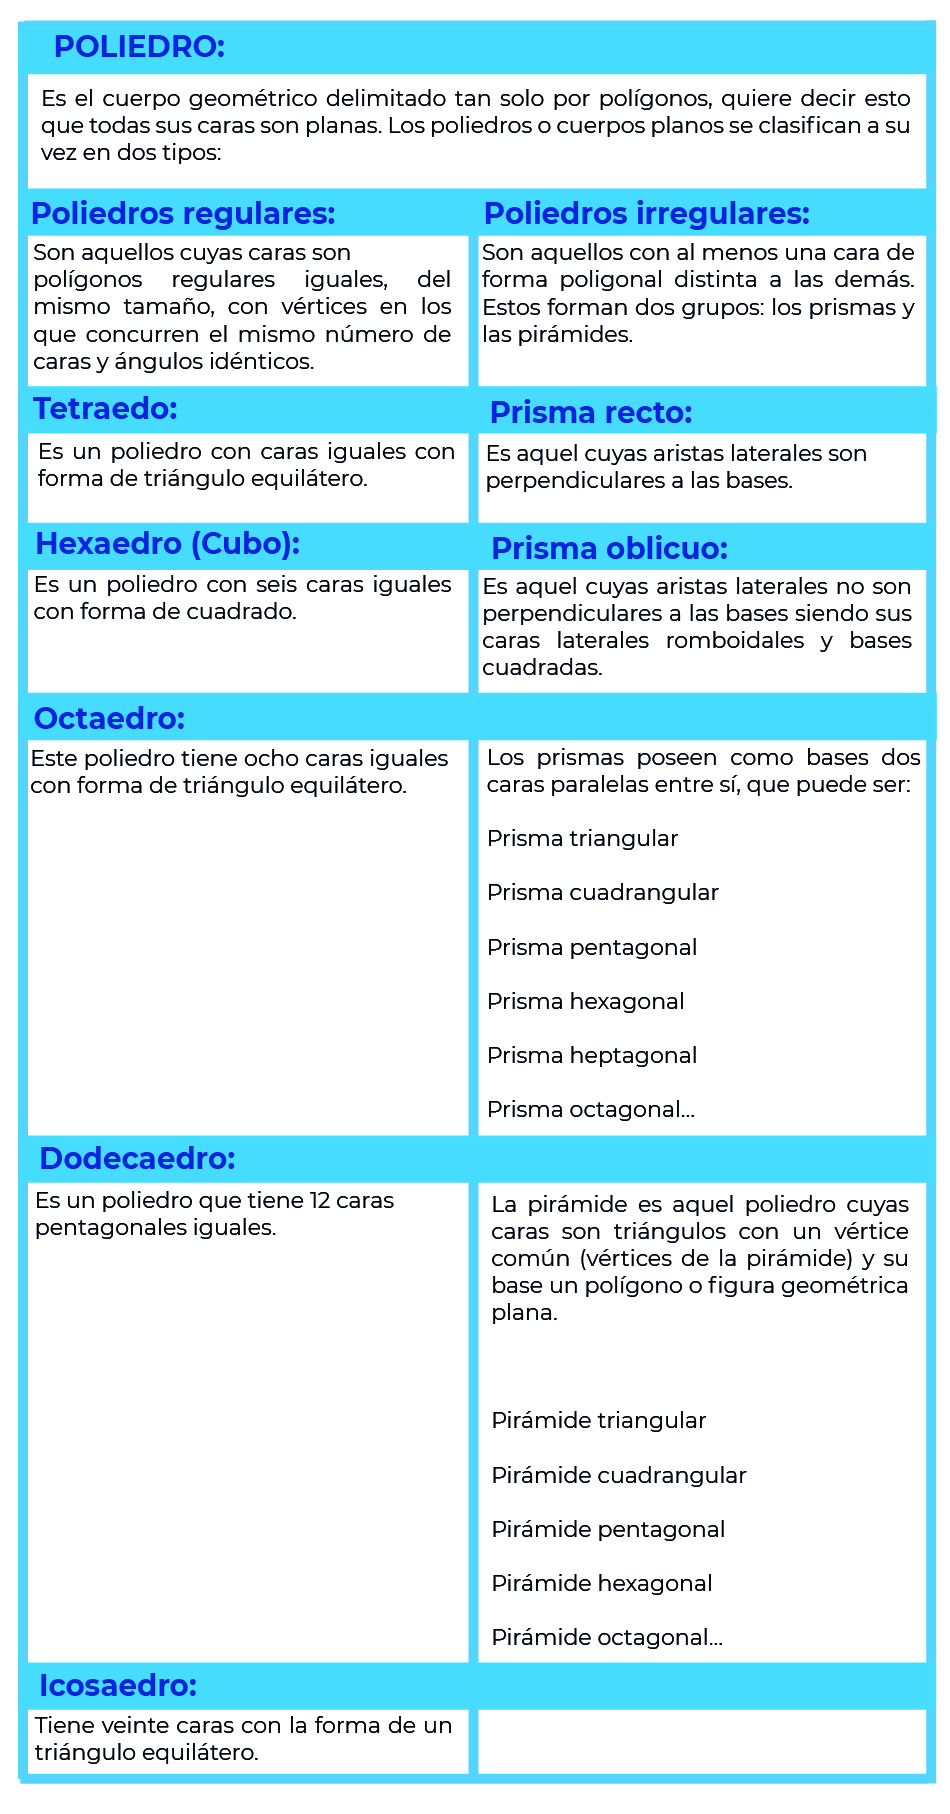 POLIEDRO:
Es el cuerpo geométrico delimitado tan solo por polígonos, quiere decir esto
que todas sus caras son planas. Los poliedros o cuerpos planos se clasifican a su
vez en dos tipos:
Poliedros regulares:
Son aquellos cuyas caras son
polígonos regulares iguales, del
mismo tamaño, con vértices en los
que concurren el mismo número de
caras y ángulos idénticos.
Poliedros irregulares:
Son aquellos con al menos una cara de
forma poligonal distinta a las demás.
Estos forman dos grupos: los prismas y
las pirámides.
Tetraedo:
Es un poliedro con caras iguales con
forma de triángulo equilátero.
Prisma recto:
Es aquel cuyas aristas laterales son
perpendiculares a las bases.
Hexaedro (Cubo):
Es un poliedro con seis caras iguales
con forma de cuadrado.
Prisma oblicuo:
Es aquel cuyas aristas laterales no son
perpendiculares a las bases siendo sus
caras laterales romboidales y bases
cuadradas.
Octaedro:
Este poliedro tiene ocho caras iguales
con forma de triángulo equilátero.
Los prismas poseen como bases dos
caras paralelas entre sí, que puede ser:
Prisma triangular
Prisma cuadrangular
Prisma pentagonal
Prisma hexagonal
Prisma heptagonal
Prisma octagonal...
Dodecaedro:
Es un poliedro que tiene 12 caras
pentagonales iguales.
La pirámide es aquel poliedro cuyas
caras son triángulos con un vértice
común (vértices de la pirámide) y su
base un polígono o figura geométrica
plana.
Pirámide triangular
Pirámide cuadrangular
Pirámide pentagonal
Pirámide hexagonal
Pirámide octagonal...
Icosaedro:
Tiene veinte caras con la forma de un
triángulo equilátero.